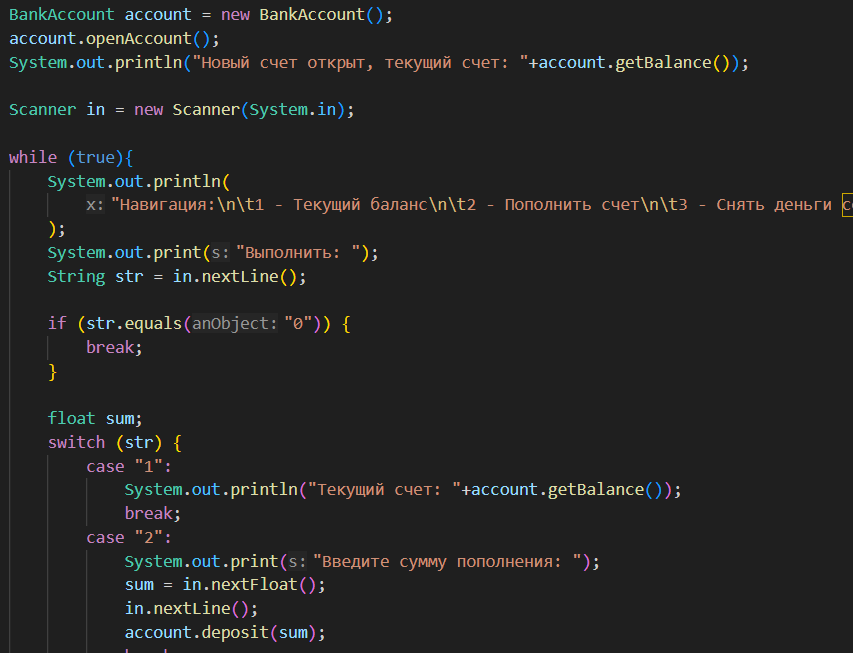 BankAccount account = new BankAccount();
account.openAccount();
System.out.println("Новый счет открыт, текущий счет: "+account.getBalance());
Scanner in = new Scanner(System.in);
while (true){
System.out.println(
x: "Навигация:\n\t1 - Текущий баланс\n\t2 - Пополнить счет\n\t3 - Снять деньги
);
System.out.print(s: "Выполнить: ");
String str = in.nextLine();
if (str.equals(anObject: "0")) {
break;
}
float sum;
switch (str) {
case "1":
System.out.println("Текущий счет: "+account.getBalance());
break;
case "2":
System.out.print(s: "Введите сумму пополнения: ");
sum = in.nextFloat();
in.nextLine();
account.deposit(sum);